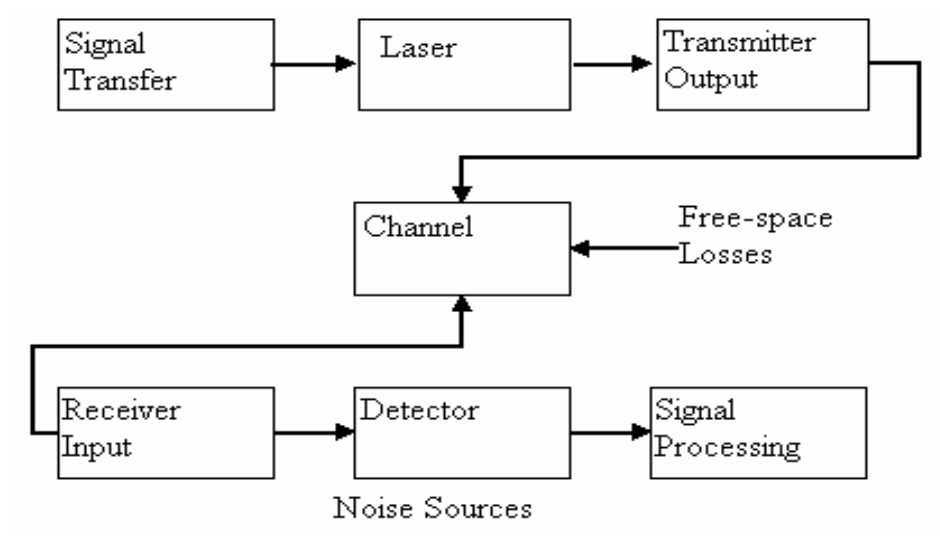 Signal
Transfer
Laser
Transmitter
Output
Channel
Free-space
Losses
Receiver
Input
Detector
Signal
Processing
Noise Sources